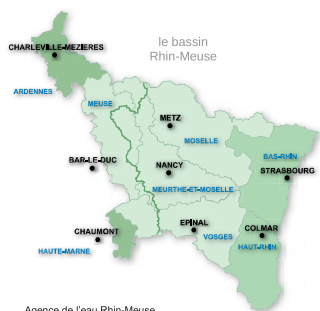 le bassin
Rhin-Meuse
CHARLEVILLE-MEZIERES
ARDENNES
MEUSE
METZ
MOSELLE
BAS-RHIN
BAR-LE-DUC
NANCY
STRASBOURG
MEURTHE-ET-MOSELLE
EPINAL
CHAUMONT
VOSGES
COLMAR
HAUTE-MARNE
HAUT-RHIN
Agence de l'eau Rhin-Meuse